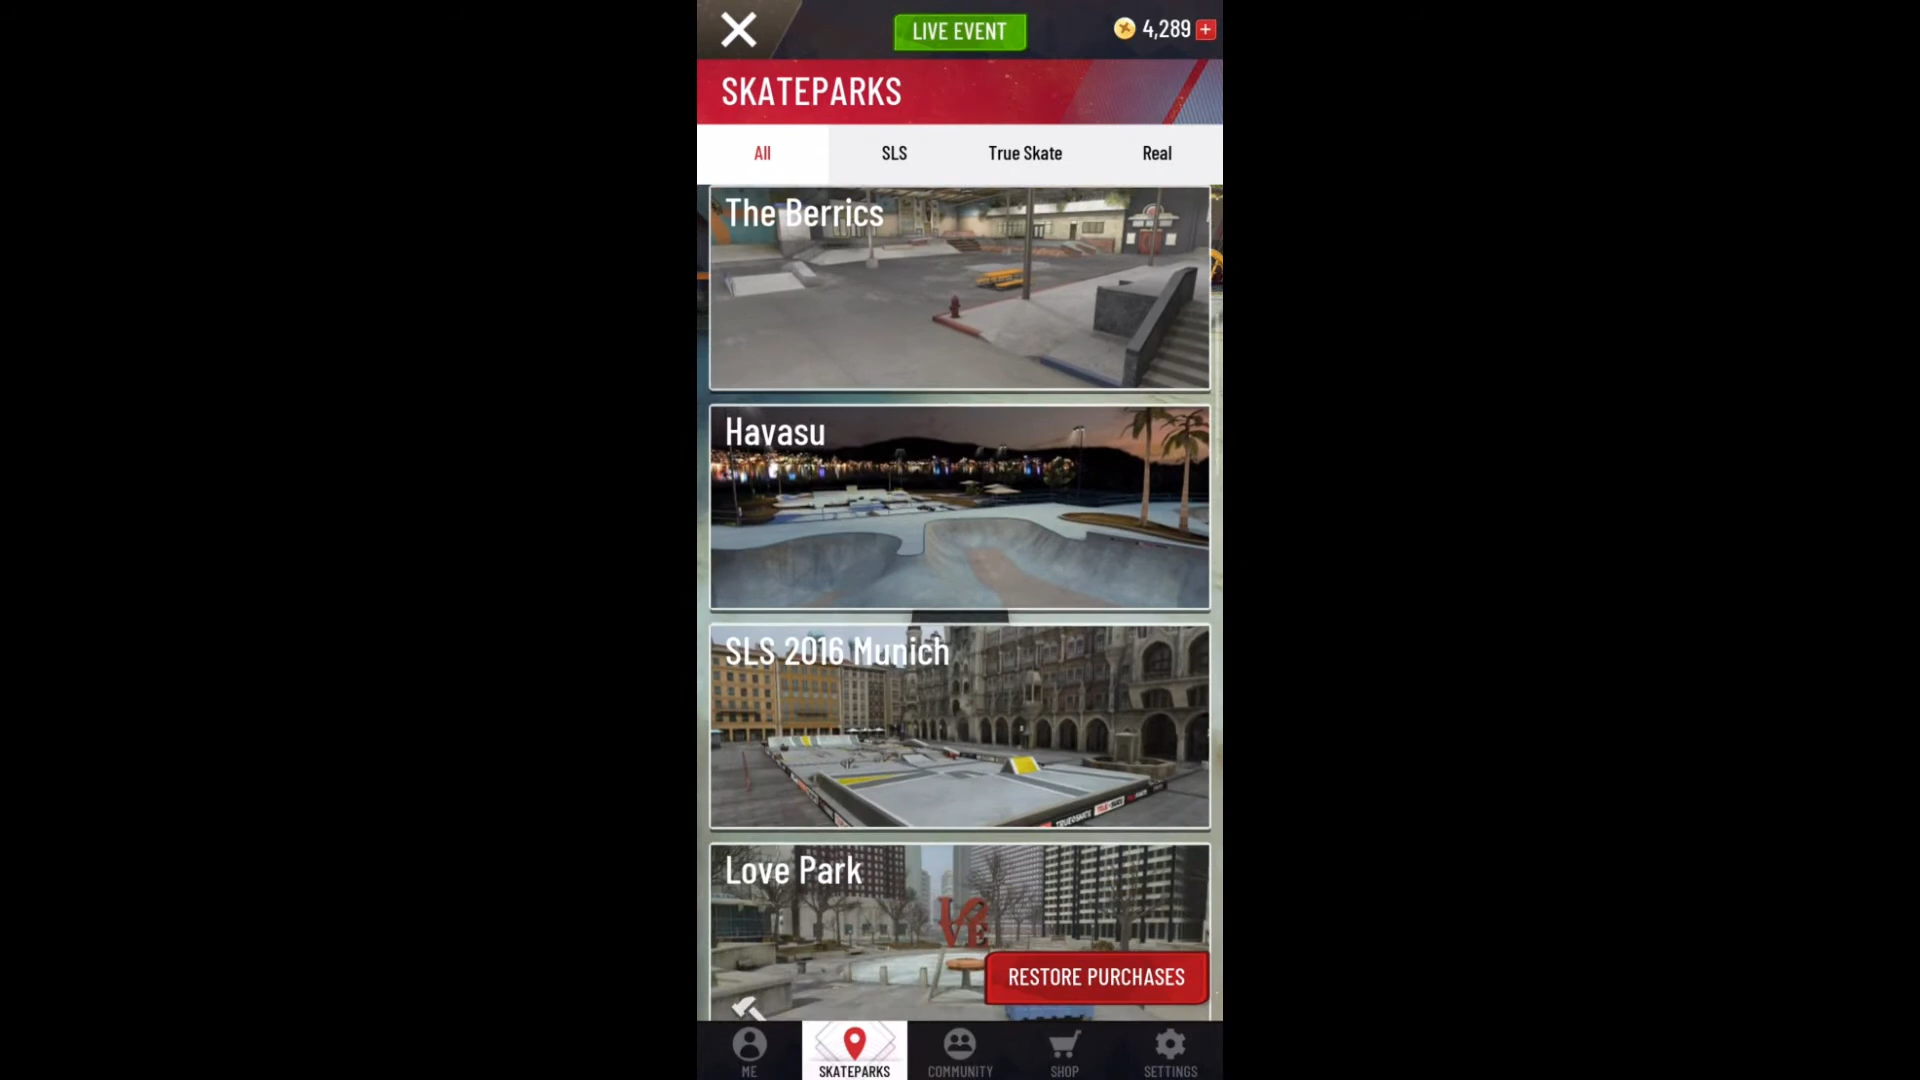 LIVE EVENT
4,289
SKATEPARKS
All
SLS
True Skate
Real
The Berrics
Havasu
SLS 2016 Munich
Love Park
LOVE
RESTORE PURCHASES
ME
SKATEPARKS
COMMUNITY
SHOP
SETTINGS